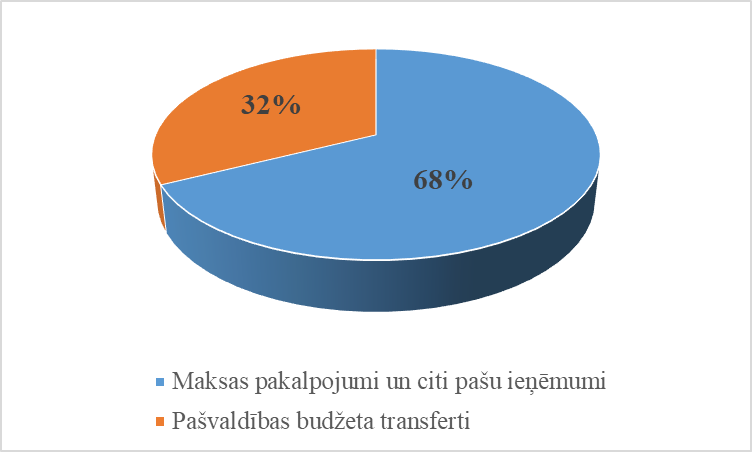 32%
68%
Maksas pakalpojumi un citi pašu ieņēmumi
Pašvaldības budžeta transferti